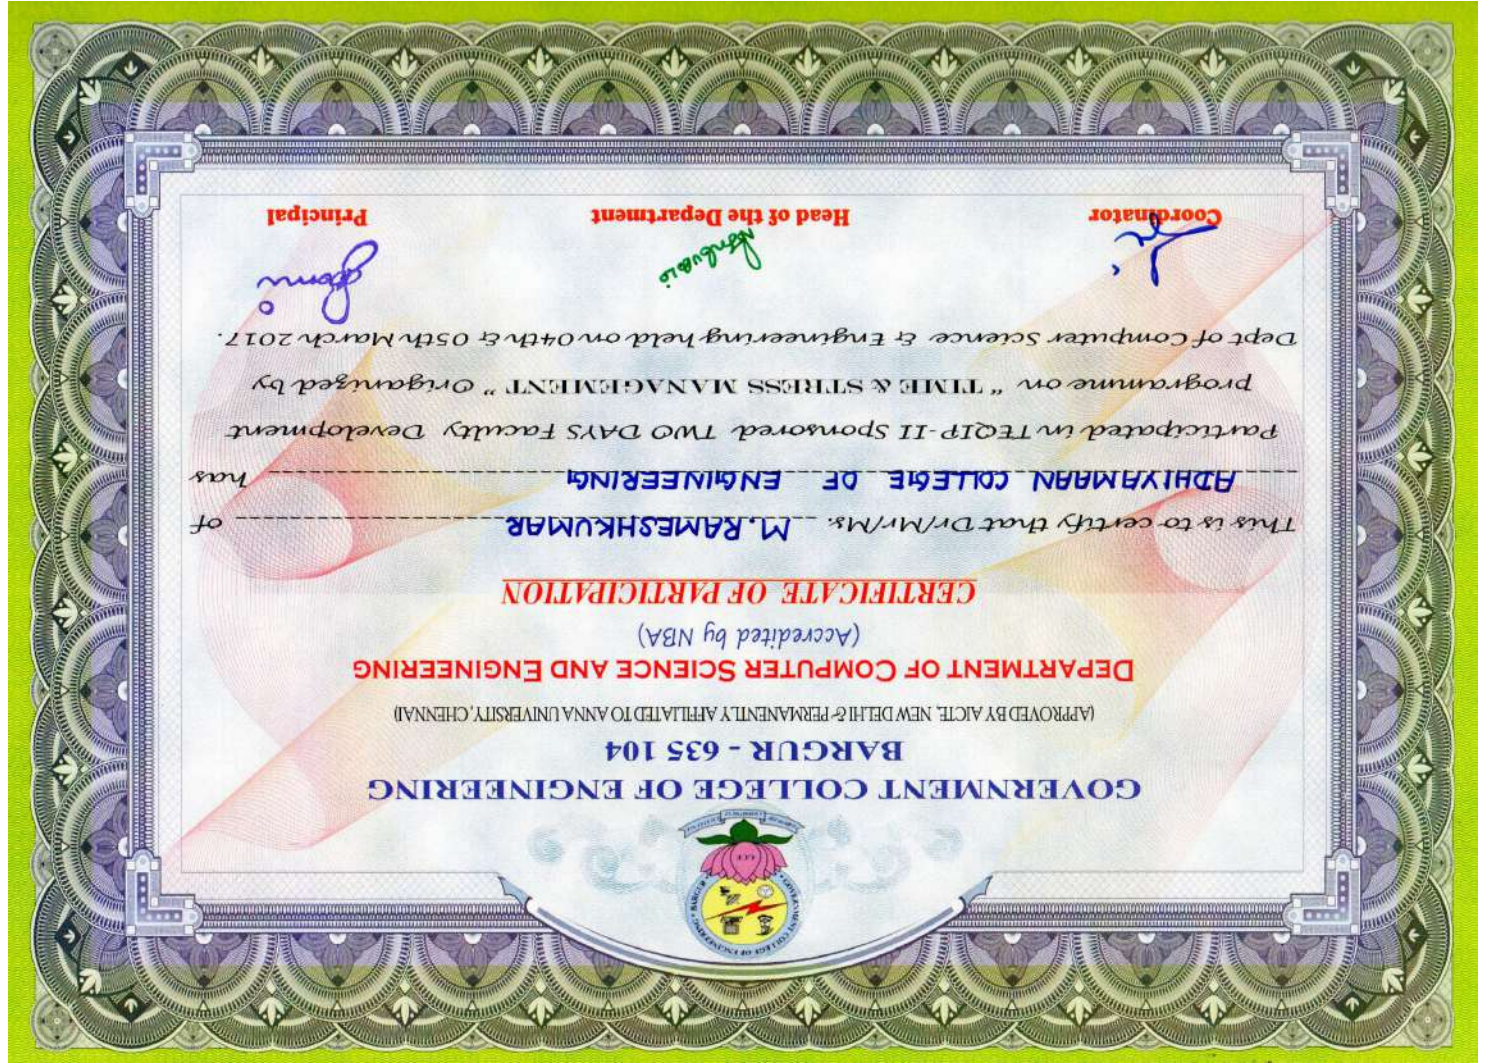 GOVERNMENT COLLEGE OF ENGINEERING
BARGUR - 635 104
(APPROVED BY AICTE, NEW DELHI & PERMANENTLY AFFILIATED TO ANNA UNIVERSITY, CHENNAI)
DEPARTMENT OF COMPUTER SCIENCE AND ENGINEERING
(Accredited by NBA)
CERTIFICATE OF PARTICIPATION
This is to certify that Dr/Mr/Ms. M.RAMESHKUMAR of
ADHIYAMAAN COLLEGE OF ENGINEERING has
Participated in TEQIP-II Sponsored TWO DAYS Faculty Development
programme on "TIME & STRESS MANAGEMENT" Origanized by
Dept of Computer Science & Engineering held on 04th & 05th March 2017.
Coordinator Head of the Department Principal